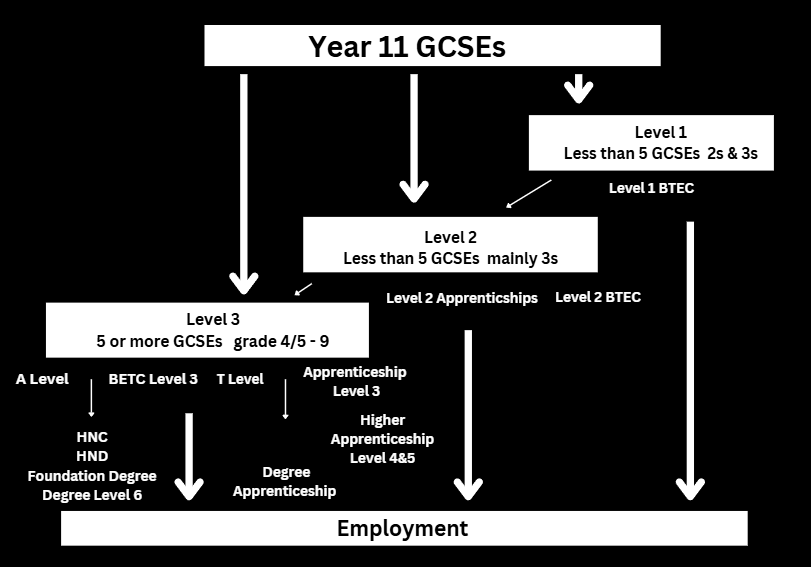 Year 11 GCSEs
Level 1
Less than 5 GCSEs 2s & 3s
Level 1 BTEC
Level 2
Less than 5 GCSEs mainly 3s
Level 2 Apprenticships
Level 2 BTEC
Level 3
5 or more GCSEs grade 4/5 - 9
A Level
BETC Level 3
T Level
Apprenticeship
Level 3
HNC
HND
Foundation Degree
Degree Level 6
Higher
Apprenticeship
Level 4&5
Degree
Apprenticeship
Employment